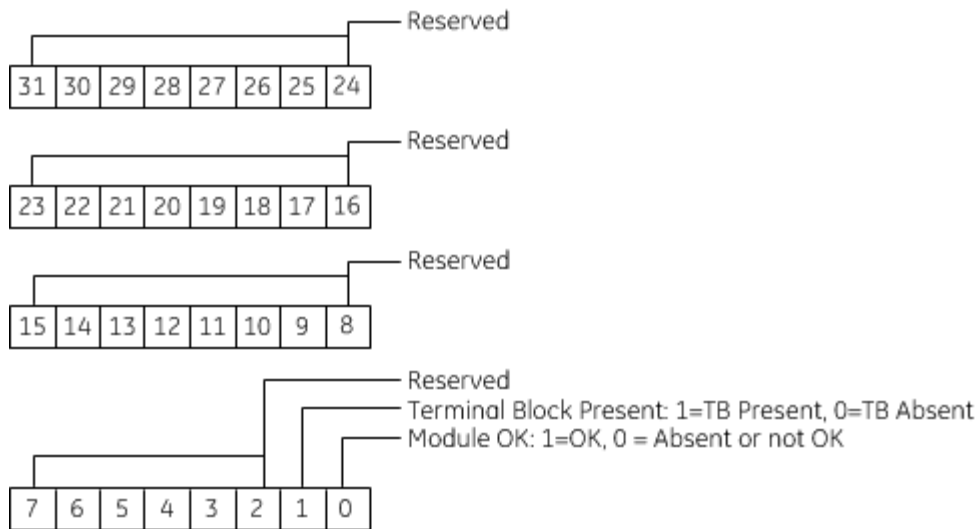 Reserved
31 30 29 28 27 26 25 24
Reserved
23 22 21 20 19 18 17 16
Reserved
15 14 13 12 11 10 9 8
Reserved
Terminal Block Present: 1=TB Present, 0=TB Absent
Module OK: 1=OK, 0 = Absent or not OK
7 6 5 4 3 2 1 0